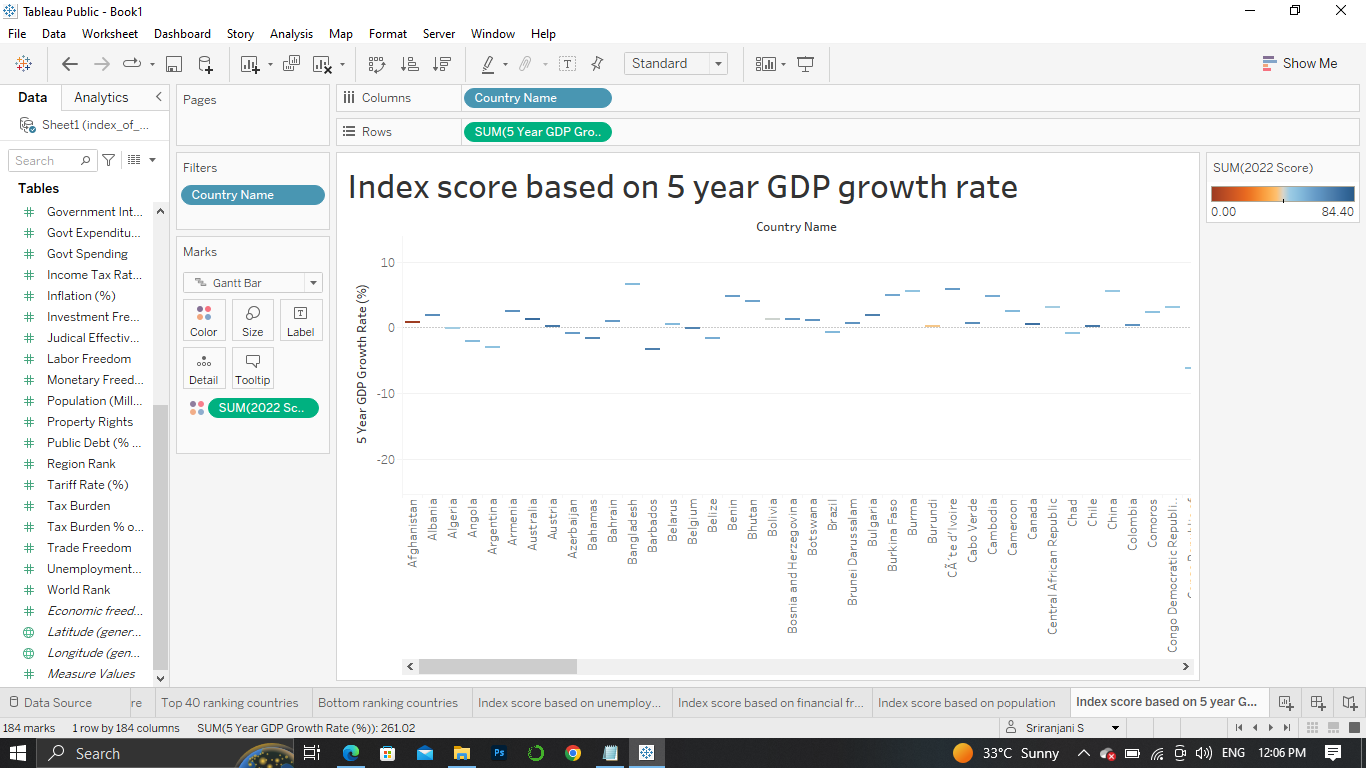 Tableau Public - Book1
File Data Worksheet Dashboard Story Analysis Map Format Server Window Help
Standard
Show Me
Data Analytics
Sheet1 (index_of_...
Search
Tables
Government Int...
Govt Expenditu...
Govt Spending
Income Tax Rat...
Inflation (%)
Investment Fre...
Judical Effectiv...
Labor Freedom
Monetary Freed...
Population (Mill...
Property Rights
Public Debt (% ...
Region Rank
Tariff Rate (%)
Tax Burden
Tax Burden % o...
Trade Freedom
Unemployment...
World Rank
Economic freed...
Latitude (gener...
Longitude (gen...
Measure Values
Pages
Filters
Country Name
Marks
Gantt Bar
Color Size Label
Detail Tooltip
SUM(2022 Sc..
Columns Country Name
Rows SUM(5 Year GDP Gro..
Index score based on 5 year GDP growth rate
Country Name
5 Year GDP Growth Rate (%)
10
0
-10
-20
Afghanistan
Albania
Algeria
Angola
Argentina
Armenia
Australia
Austria
Azerbaijan
Bahamas
Bahrain
Bangladesh
Barbados
Belarus
Belgium
Belize
Benin
Bhutan
Bolivia
Bosnia and Herzegovina
Botswana
Brazil
Brunei Darussalam
Bulgaria
Burkina Faso
Burma
Burundi
CÃ´te d'Ivoire
Cabo Verde
Cambodia
Cameroon
Canada
Central African Republic
Chad
Chile
China
Colombia
Comoros
Congo Democratic Republi..
SUM(2022 Score)
0.00 84.40
Data Source
re
Top 40 ranking countries
Bottom ranking countries
Index score based on unemploy...
Index score based on financial fr...
Index score based on population
Index score based on 5 year G...
184 marks 1 row by 184 columns SUM(5 Year GDP Growth Rate (%)): 261.02
Sriranjani S
Search
Ps
33°C Sunny
ENG 12:06 PM